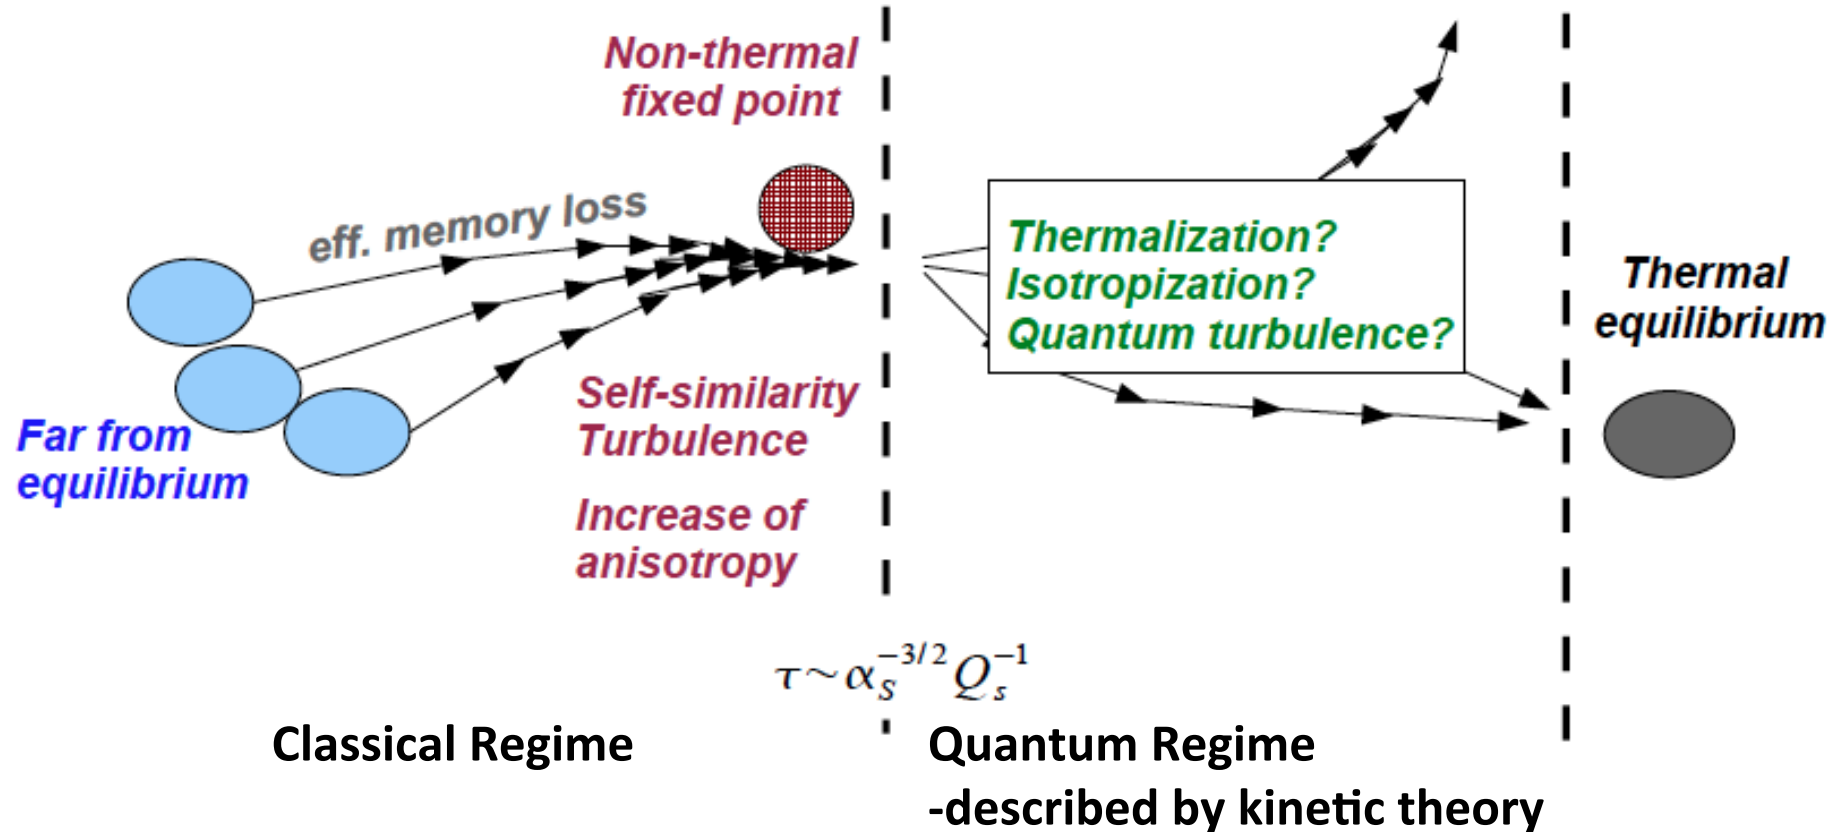 Non-thermal
fixed point
eff. memory loss
Far from
equilibrium
Self-similarity
Turbulence
Increase of
anisotropy
Thermalization?
Isotropization?
Quantum turbulence?
Thermal
equilibrium
τ~α_S^{-3/2} Q_s^{-1}
Classical Regime
Quantum Regime
-described by kinetic theory